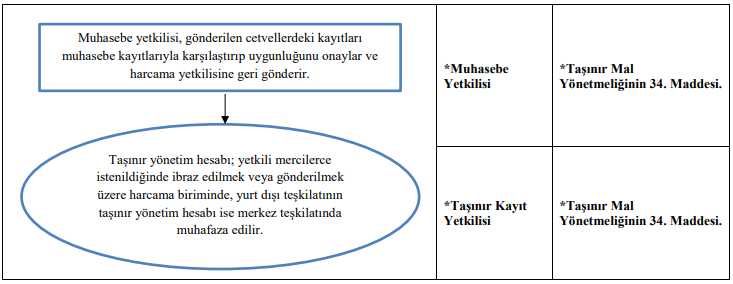 Muhasebe yetkilisi, gönderilen cetvellerdeki kayıtları
muhasebe kayıtlarıyla karşılaştırıp uygunluğunu onaylar ve
harcama yetkilisine geri gönderir.
*Muhasebe
Yetkilisi
*Taşınır Mal
Yönetmeliğinin 34. Maddesi.
Taşınır yönetim hesabı; yetkili mercilerce
istenildiğinde ibraz edilmek veya gönderilmek
üzere harcama biriminde, yurt dışı teşkilatının
taşınır yönetim hesabı ise merkez teşkilatında
muhafaza edilir.
*Taşınır Kayıt
Yetkilisi
*Taşınır Mal
Yönetmeliğinin 34. Maddesi.